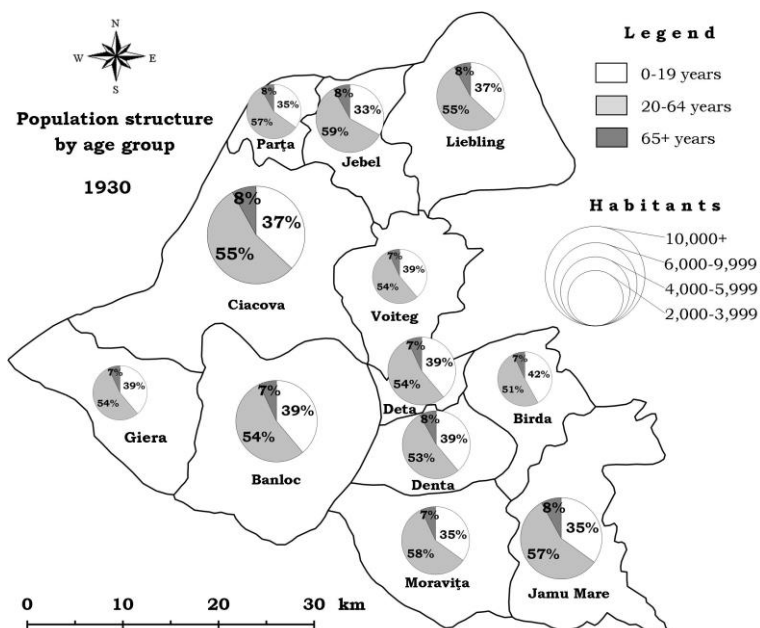 N
W E
S
Population structure
by age group
1930
Legend
0-19 years
20-64 years
65+ years
Habitants
10,000+
6,000-9,999
4,000-5,999
2,000-3,999
8% 35%
57%
Parța
8% 33%
59%
Jebel
8% 37%
55%
Liebling
8% 37%
55%
Ciacova
7% 39%
54%
Voiteg
7% 39%
54%
Giera
7% 39%
54%
Banloc
7% 39%
54%
Deta
7% 42%
51%
Birda
8% 39%
53%
Denta
7% 35%
58%
Moravița
8% 35%
57%
Jamu Mare
0 10 20 30 km